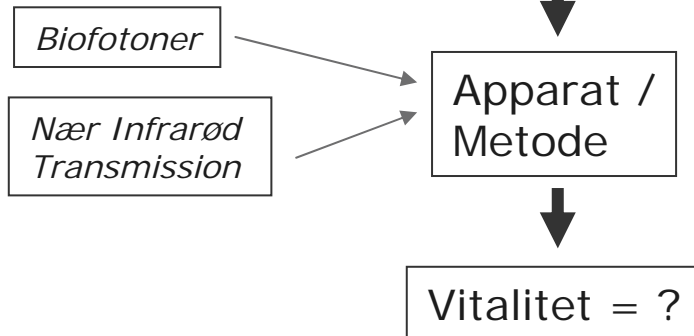 Biofotoner
Nær Infrarød
Transmission
Apparat /
Metode
Vitalitet = ?